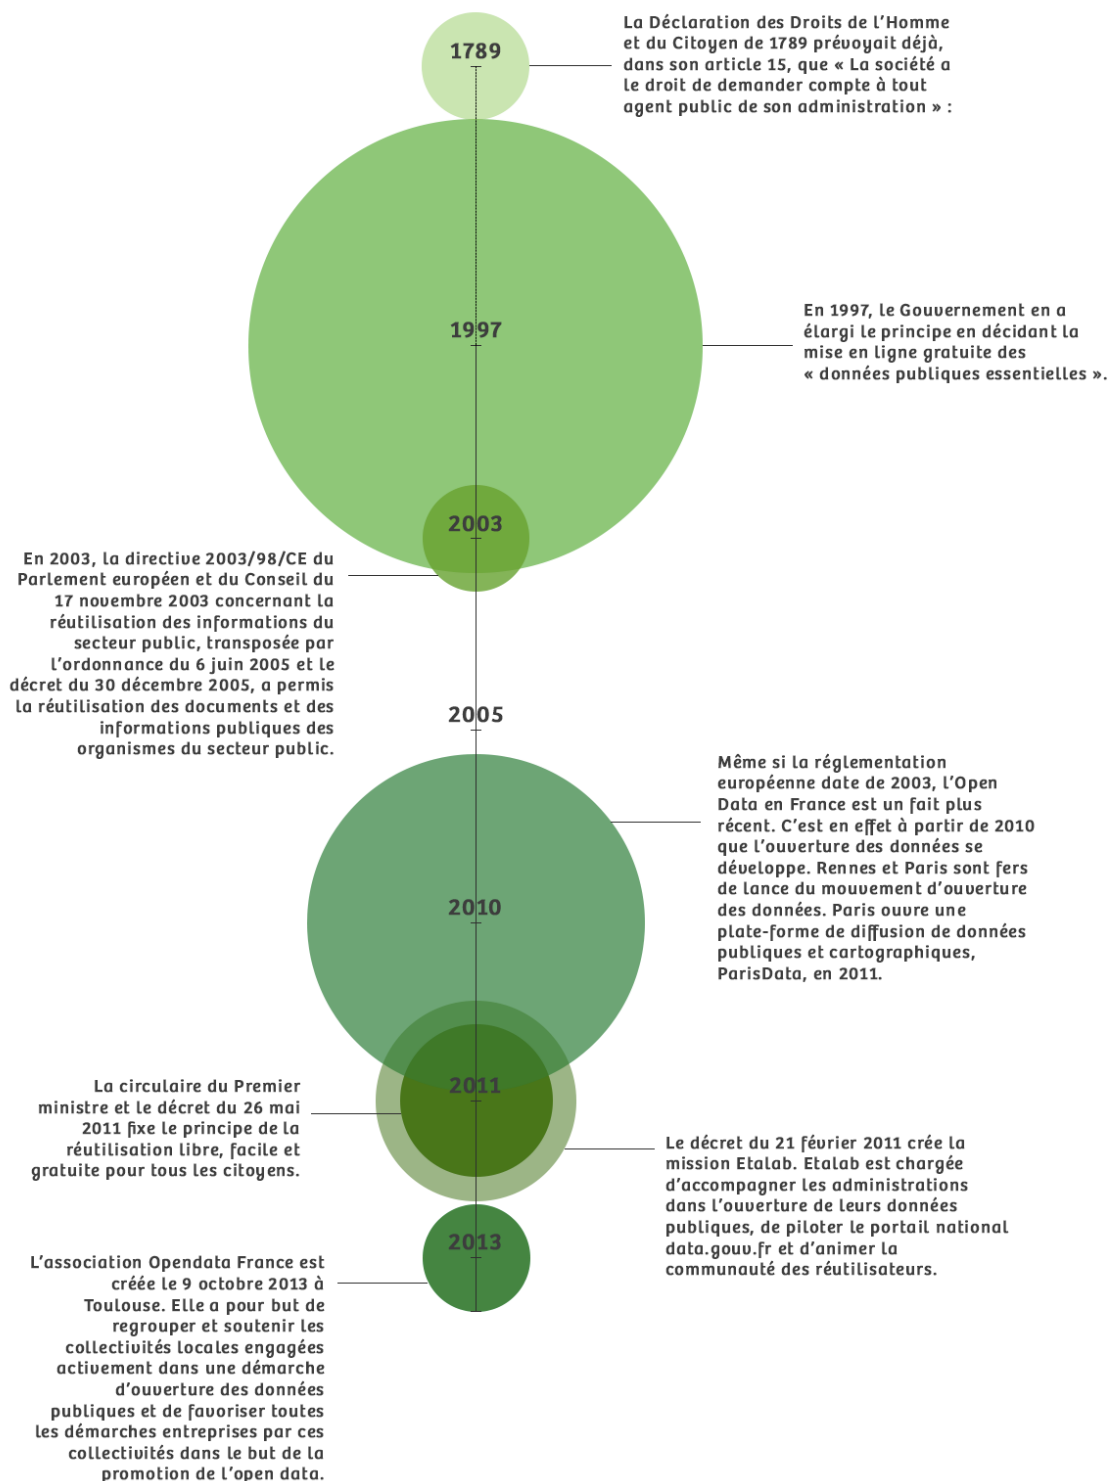 1789
La Déclaration des Droits de l'Homme
et du Citoyen de 1789 prévoyait déjà,
dans son article 15, que « La société a
le droit de demander compte à tout
agent public de son administration » :
1997
En 1997, le Gouvernement en a
élargi le principe en décidant la
mise en ligne gratuite des
« données publiques essentielles ».
2003
En 2003, la directive 2003/98/CE du
Parlement européen et du Conseil du
17 novembre 2003 concernant la
réutilisation des informations du
secteur public, transposée par
l'ordonnance du 6 juin 2005 et le
décret du 30 décembre 2005, a permis
la réutilisation des documents et des
informations publiques des
organismes du secteur public.
2005
Même si la réglementation
européenne date de 2003, l'Open
Data en France est un fait plus
récent. C'est en effet à partir de 2010
que l'ouverture des données se
développe. Rennes et Paris sont fers
de lance du mouvement d'ouverture
des données. Paris ouvre une
plate-forme de diffusion de données
publiques et cartographiques,
ParisData, en 2011.
2010
2011
La circulaire du Premier
ministre et le décret du 26 mai
2011 fixe le principe de la
réutilisation libre, facile et
gratuite pour tous les citoyens.
Le décret du 21 février 2011 crée la
mission Etalab. Etalab est chargée
d'accompagner les administrations
dans l'ouverture de leurs données
publiques, de piloter le portail national
data.gouv.fr et d'animer la
communauté des réutilisateurs.
2013
L'association Opendata France est
créée le 9 octobre 2013 à
Toulouse. Elle a pour but de
regrouper et soutenir les
collectivités locales engagées
activement dans une démarche
d'ouverture des données
publiques et de favoriser toutes
les démarches entreprises par ces
collectivités dans le but de la
promotion de l'open data.